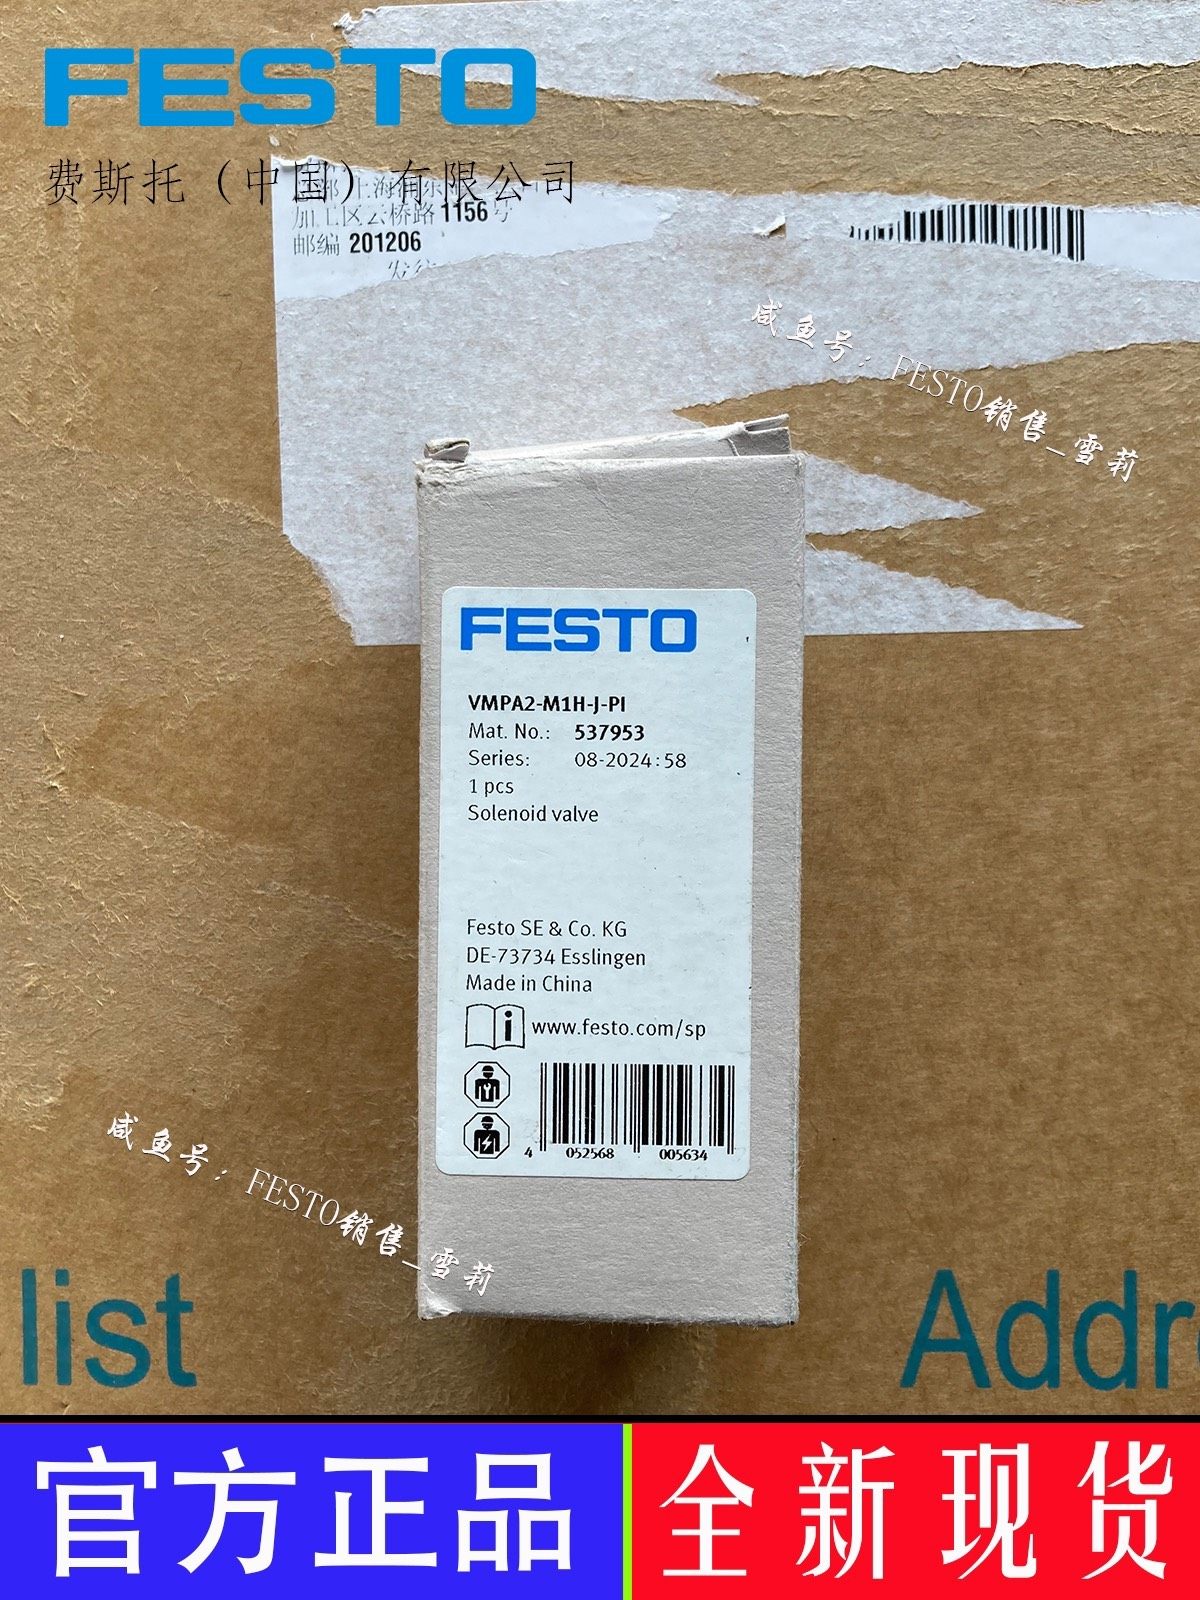 FESTO
费斯托（中国）有限公司
加工区云桥路1156号
邮编 201206
咸鱼号：FESTO销售_雪莉
FESTO
VMPA2-M1H-J-PI
Mat. No.: 537953
Series: 08-2024:58
1 pcs
Solenoid valve
Festo SE & Co. KG
DE-73734 Esslingen
Made in China
i www.festo.com/sp
4 052568 005634
咸鱼号：FESTO销售_雪莉
list
Addr
官方正品
全新现货